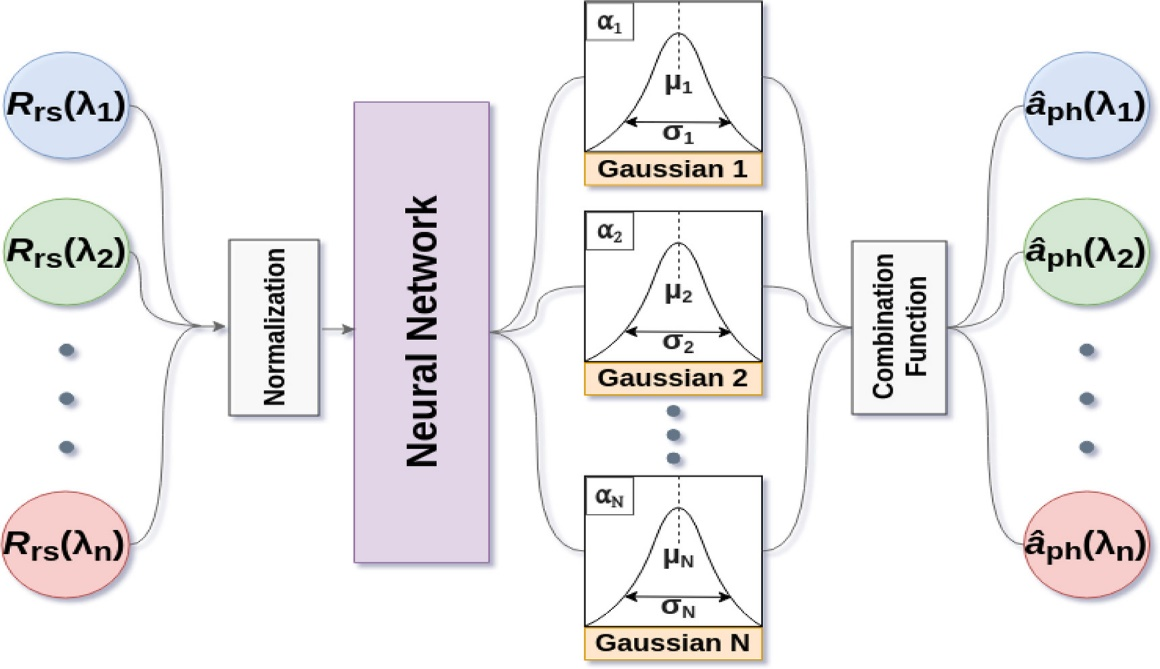 Rrs(λ1)
Rrs(λ2)
Rrs(λn)
Normalization
Neural Network
α1
μ1
σ1
Gaussian 1
α2
μ2
σ2
Gaussian 2
αN
μN
σN
Gaussian N
Combination
Function
âph(λ1)
âph(λ2)
âph(λn)